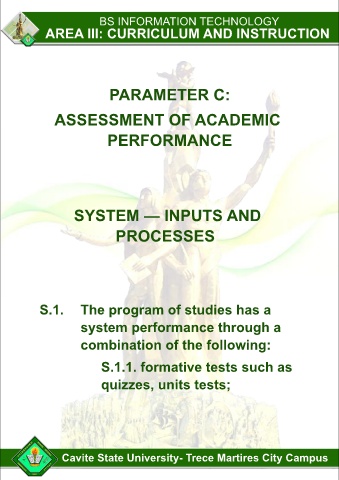 BS INFORMATION TECHNOLOGY
AREA III: CURRICULUM AND INSTRUCTION
PARAMETER C:
ASSESSMENT OF ACADEMIC
PERFORMANCE
SYSTEM — INPUTS AND
PROCESSES
S.1. The program of studies has a
system performance through a
combination of the following:
S.1.1. formative tests such as
quizzes, units tests;
Cavite State University- Trece Martires City Campus